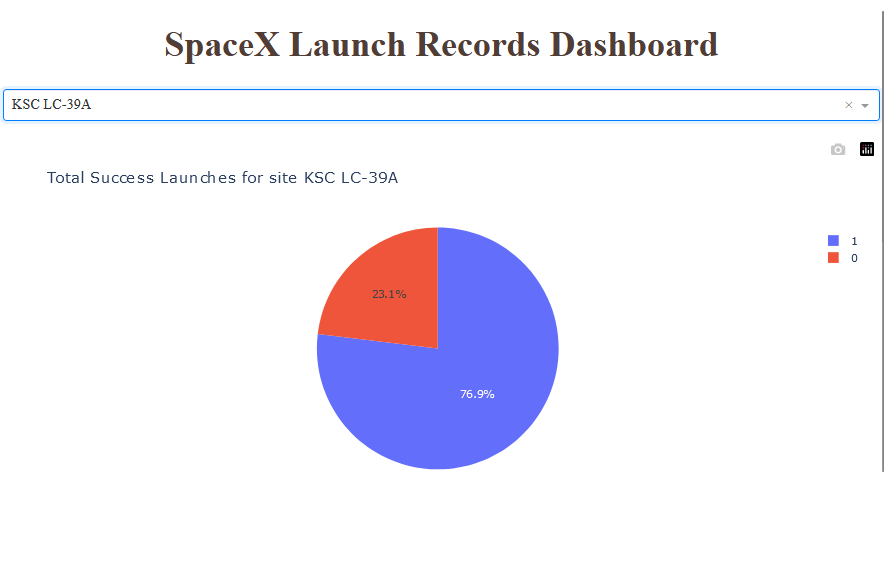 SpaceX Launch Records Dashboard
KSC LC-39A
Total Success Launches for site KSC LC-39A
1
0
23.1%
76.9%